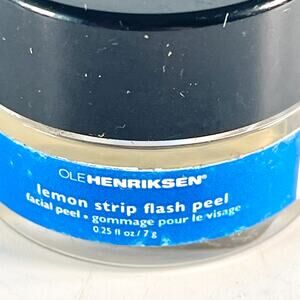 OLEHENRIKSEN®
lemon strip flash peel
facial peel • gommage pour le visage
0.25 fl oz / 7 g